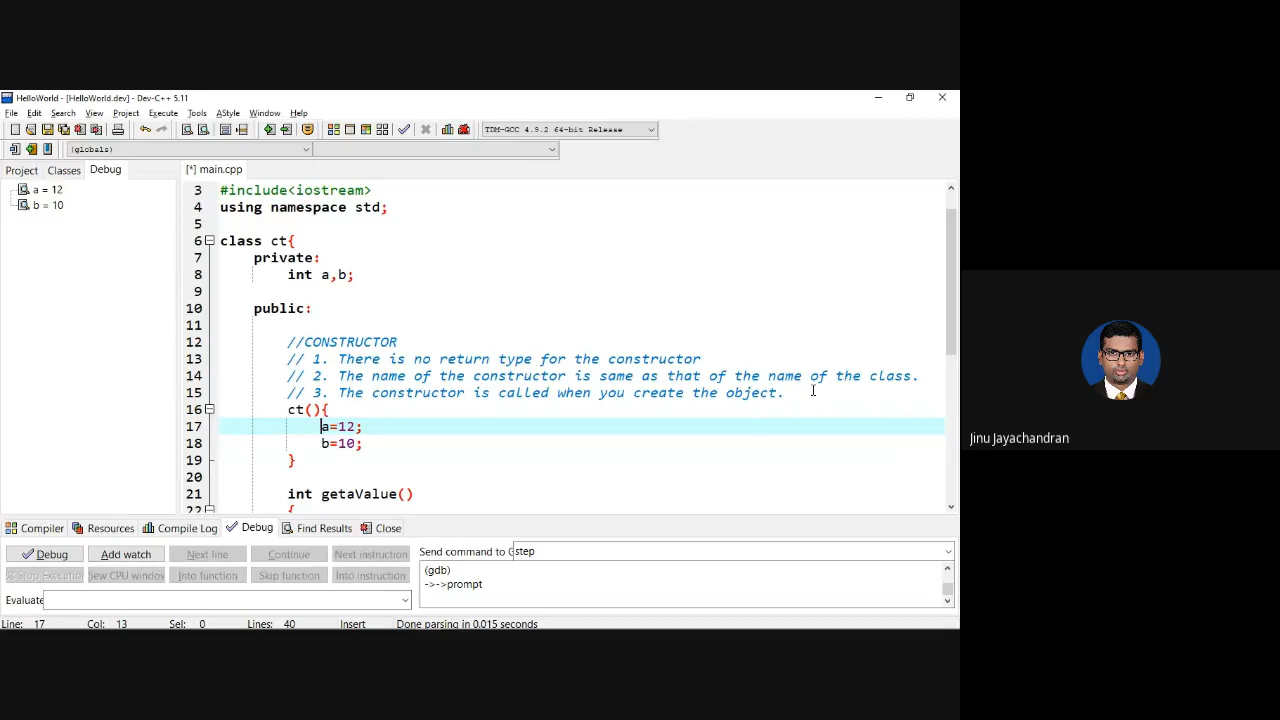 HelloWorld - [HelloWorld.dev] - Dev-C++ 5.11
File Edit Search View Project Execute Tools AStyle Window Help
TDM-GCC 4.9.2 64-bit Release
(globals)
Project Classes Debug
[*] main.cpp
a = 12
b = 10
3 #include<iostream>
4 using namespace std;
5
6 class ct{
7 private:
8 int a,b;
9
10 public:
11
12 //CONSTRUCTOR
13 // 1. There is no return type for the constructor
14 // 2. The name of the constructor is same as that of the name of the class.
15 // 3. The constructor is called when you create the object.
16 ct(){
17 a=12;
18 b=10;
19 }
20
21 int getaValue()
22 {
Jinu Jayachandran
Compiler Resources Compile Log Debug Find Results Close
Debug Add watch Next line Continue Next instruction
Send command to G step
Stop Execution View CPU window Into function Skip function Into instruction
(gdb)
->->prompt
Evaluate
Line: 17 Col: 13 Sel: 0 Lines: 40 Insert Done parsing in 0.015 seconds